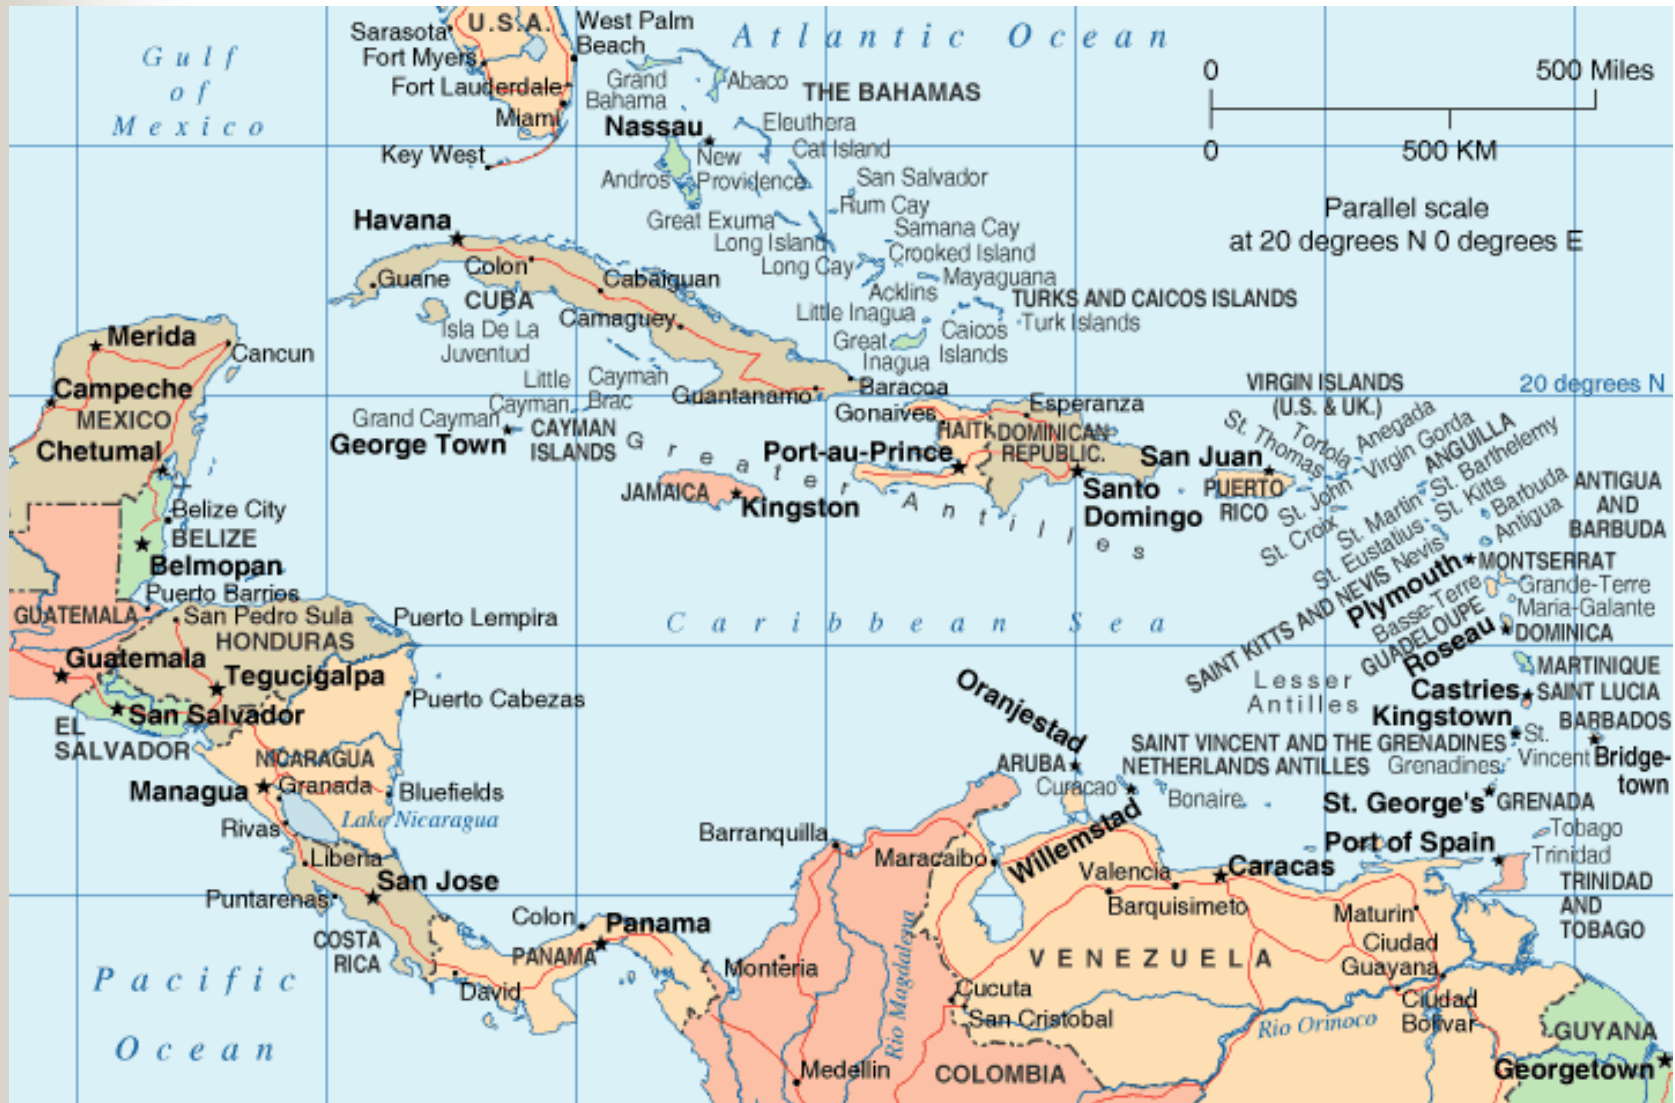 Gulf
of
Mexico
Atlantic Ocean
U.S.A.
Sarasota
Fort Myers
Fort Lauderdale
Miami
Key West
West Palm
Beach
Grand
Bahama
Abaco
THE BAHAMAS
Nassau
New
Providence
Andros
Eleuthera
Cat Island
San Salvador
Rum Cay
Great Exuma
Long Island
Samana Cay
Crooked Island
Long Cay
Mayaguana
Acklins
TURKS AND CAICOS ISLANDS
Turk Islands
Little Inagua
Caicos
Islands
Great
Inagua
0
500 Miles
0
500 KM
Parallel scale
at 20 degrees N 0 degrees E
20 degrees N
Havana
Guane
Colon
CUBA
Cabaiguan
Camaguey
Isla De La
Juventud
Guantanamo
Baracoa
Little
Cayman
Cayman
Brac
Grand Cayman
George Town
CAYMAN
ISLANDS
Greater
Antilles
JAMAICA
Kingston
Gonaives
HAITI
Port-au-Prince
Esperanza
DOMINICAN
REPUBLIC.
Santo
Domingo
San Juan
PUERTO
RICO
VIRGIN ISLANDS
(U.S. & UK.)
St. Thomas
Tortola
Anegada
St. John
Virgin Gorda
St. Croix
ANGUILLA
St. Martin
St. Barthelemy
St. Eustatius
St. Kitts
Nevis
SAINT KITTS AND NEVIS
Barbuda
Antigua
ANTIGUA
AND
BARBUDA
Plymouth
MONTSERRAT
Basse-Terre
Grande-Terre
GUADELOUPE
Maria-Galante
Roseau
DOMINICA
MARTINIQUE
Lesser
Antilles
Castries
SAINT LUCIA
Kingstown
BARBADOS
SAINT VINCENT AND THE GRENADINES
St.
Vincent
Bridge-
town
Grenadines
St. George's
GRENADA
NETHERLANDS ANTILLES
Oranjestad
ARUBA
Curacao
Bonaire
Willemstad
Port of Spain
Tobago
Trinidad
TRINIDAD
AND
TOBAGO
Caribbean Sea
Merida
Cancun
Campeche
MEXICO
Chetumal
Belize City
BELIZE
Belmopan
Puerto Barrios
GUATEMALA
Guatemala
San Pedro Sula
HONDURAS
Puerto Lempira
Tegucigalpa
San Salvador
EL
SALVADOR
Puerto Cabezas
NICARAGUA
Managua
Granada
Bluefields
Lake Nicaragua
Rivas
Liberia
Puntarenas
San Jose
COSTA
RICA
Colon
Panama
PANAMA
David
Pacific
Ocean
Barranquilla
Maracaibo
Monteria
Medellin
Rio Magdalena
COLOMBIA
Cucuta
San Cristobal
Valencia
Caracas
Barquisimeto
VENEZUELA
Maturin
Ciudad
Guayana
Ciudad
Bolivar
Rio Orinoco
GUYANA
Georgetown